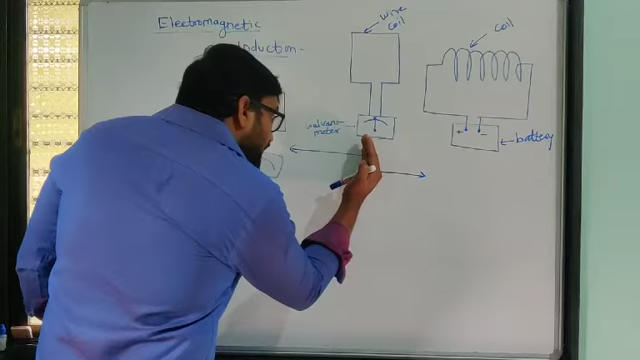 Electromagnetic
Induction -
wire
coil
coil
galvano-
meter
+ -
battery